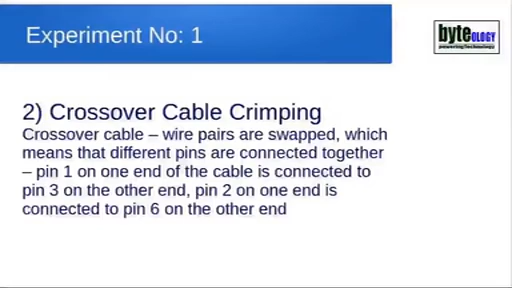 Experiment No: 1
byteOLOGY
powering Technology
2) Crossover Cable Crimping
Crossover cable – wire pairs are swapped, which
means that different pins are connected together
– pin 1 on one end of the cable is connected to
pin 3 on the other end, pin 2 on one end is
connected to pin 6 on the other end